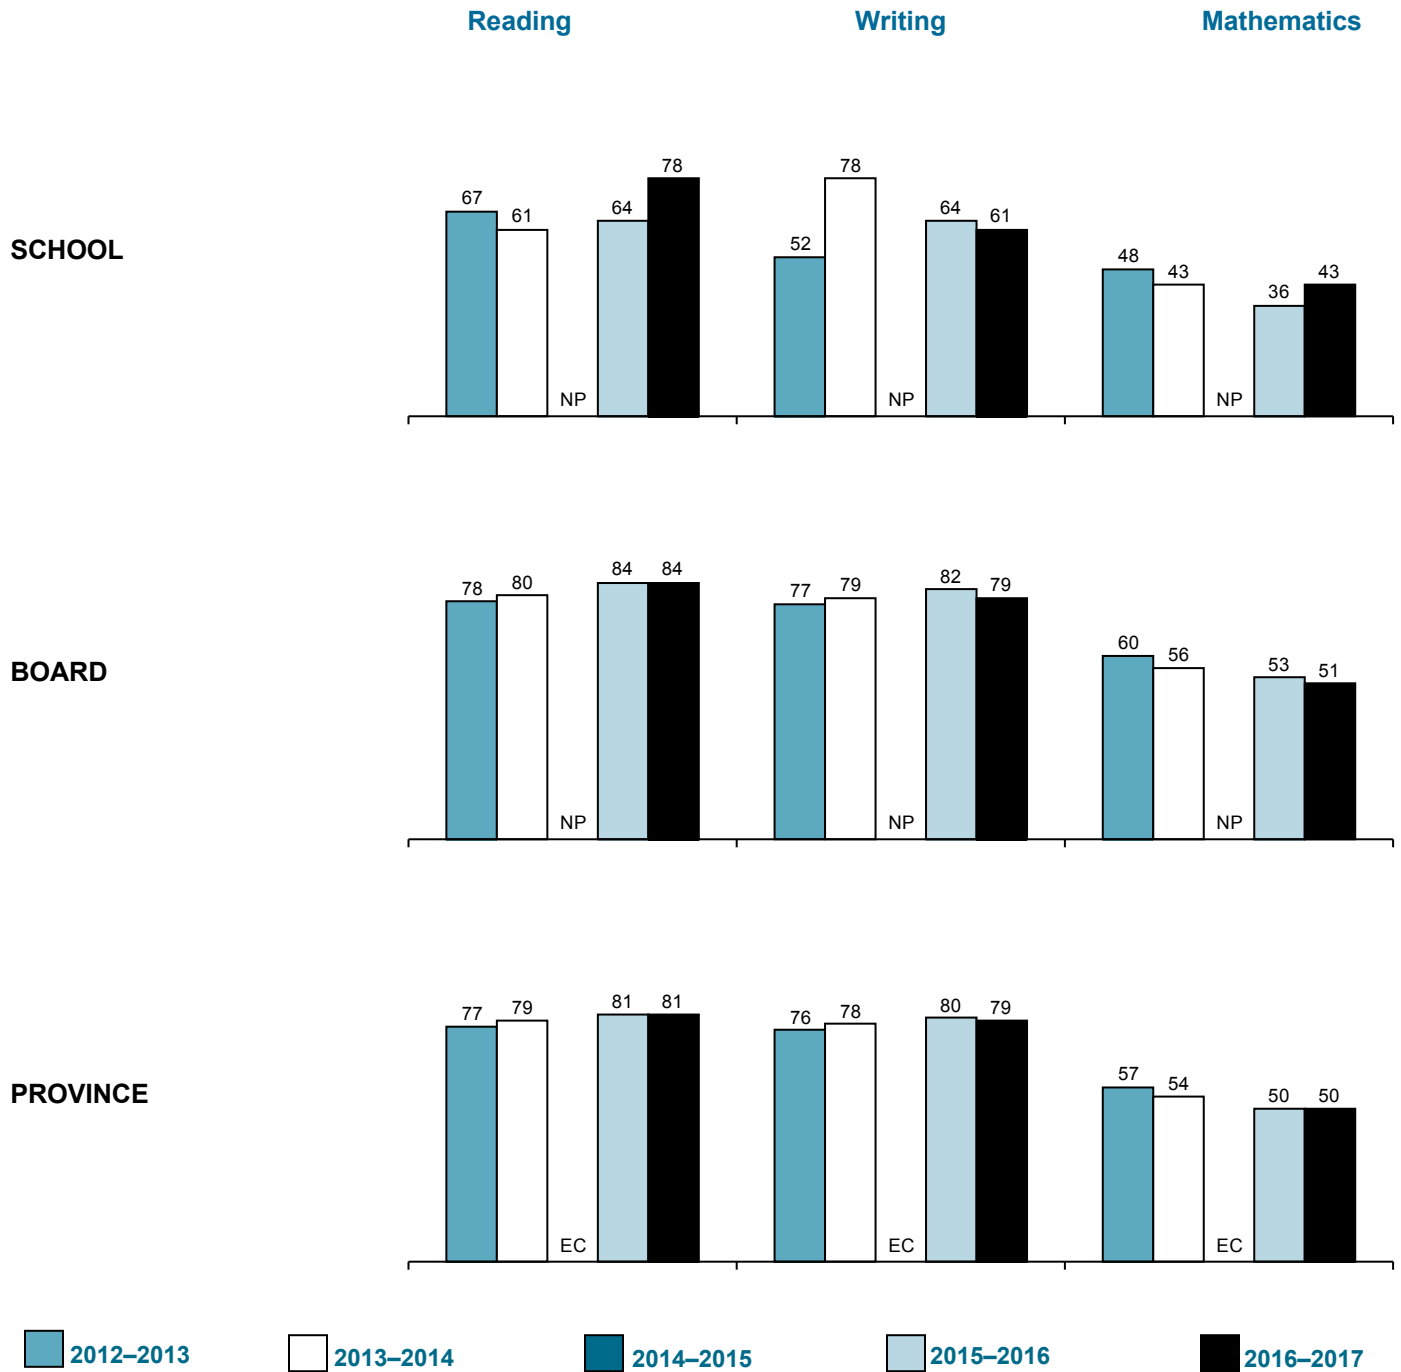 Reading Writing Mathematics
78 78
67
61 64 64 61
SCHOOL
52
48
43 43
36
NP NP NP
84 84 82
78 80 77 79 79
60
56
53 51
BOARD
NP NP NP
77 79 81 81 76 78 80 79
57 54
50 50
PROVINCE
EC EC EC
2012–2013 2013–2014 2014–2015 2015–2016 2016–2017